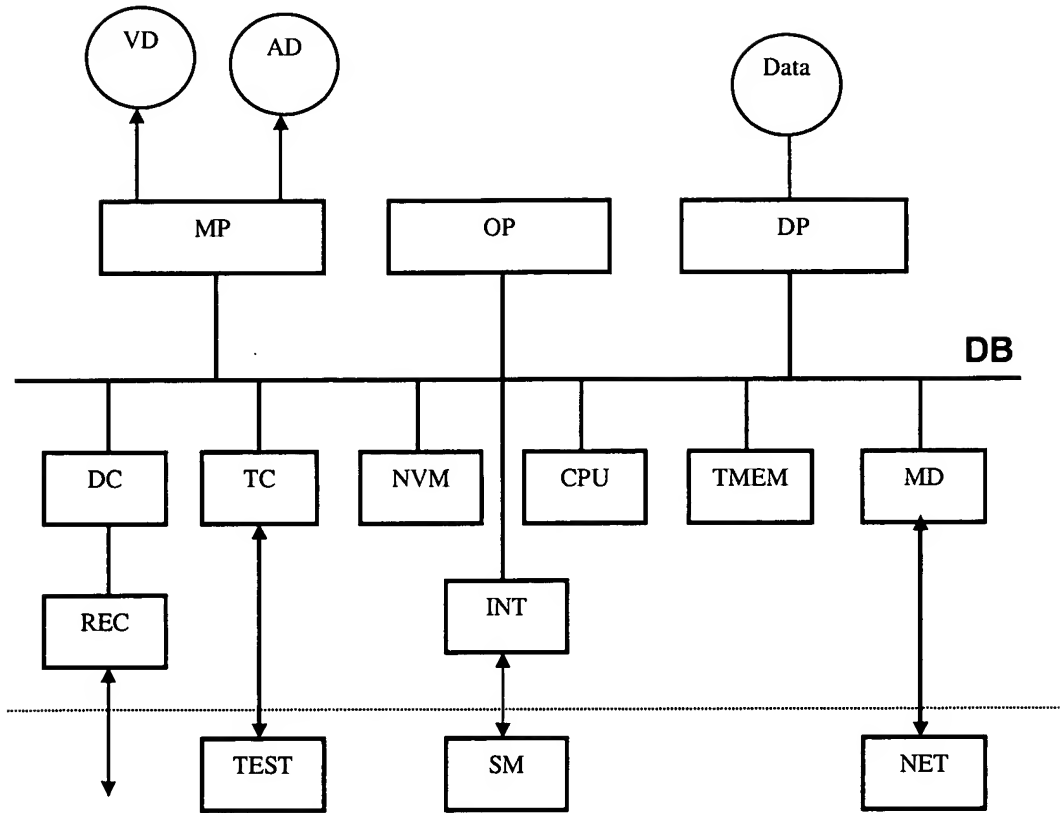 VD
AD
Data
MP
OP
DP
DB
DC
TC
NVM
CPU
TMEM
MD
REC
INT
TEST
SM
NET